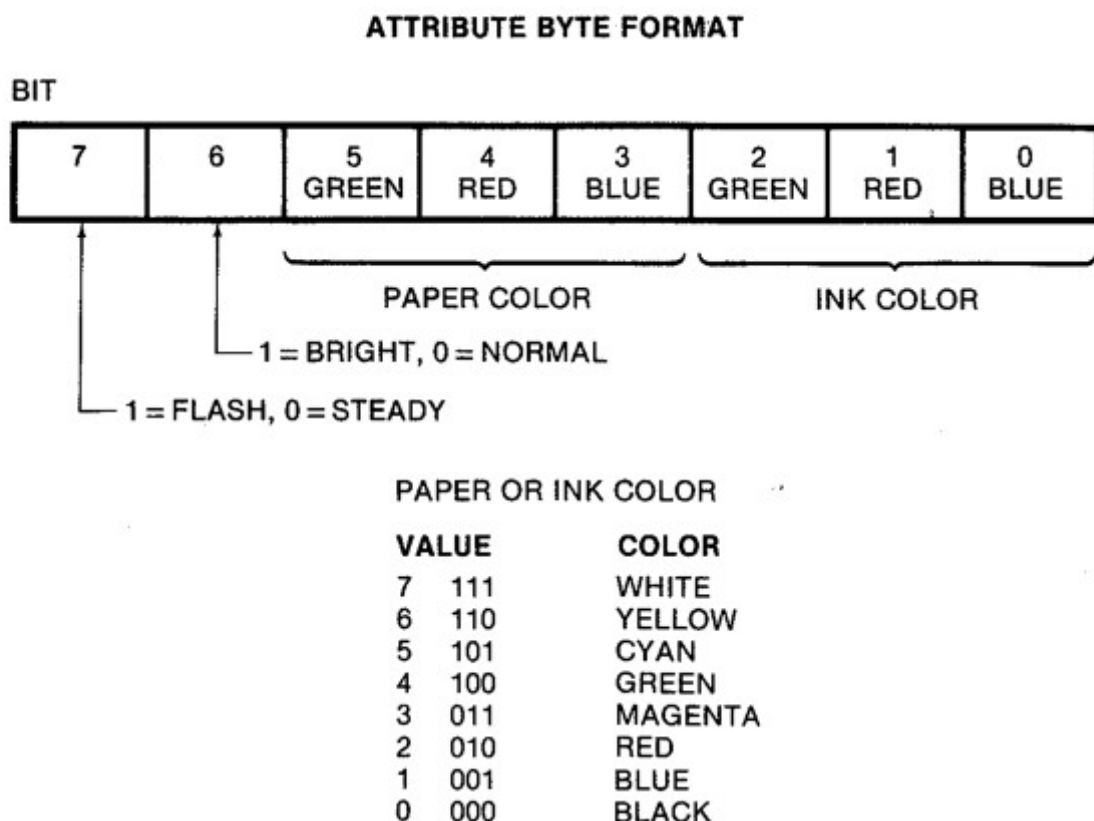 ATTRIBUTE BYTE FORMAT
BIT
7 6 5 4 3 2 1 0
GREEN RED BLUE GREEN RED BLUE
PAPER COLOR INK COLOR
1 = BRIGHT, 0 = NORMAL
1 = FLASH, 0 = STEADY
PAPER OR INK COLOR
VALUE COLOR
7 111 WHITE
6 110 YELLOW
5 101 CYAN
4 100 GREEN
3 011 MAGENTA
2 010 RED
1 001 BLUE
0 000 BLACK